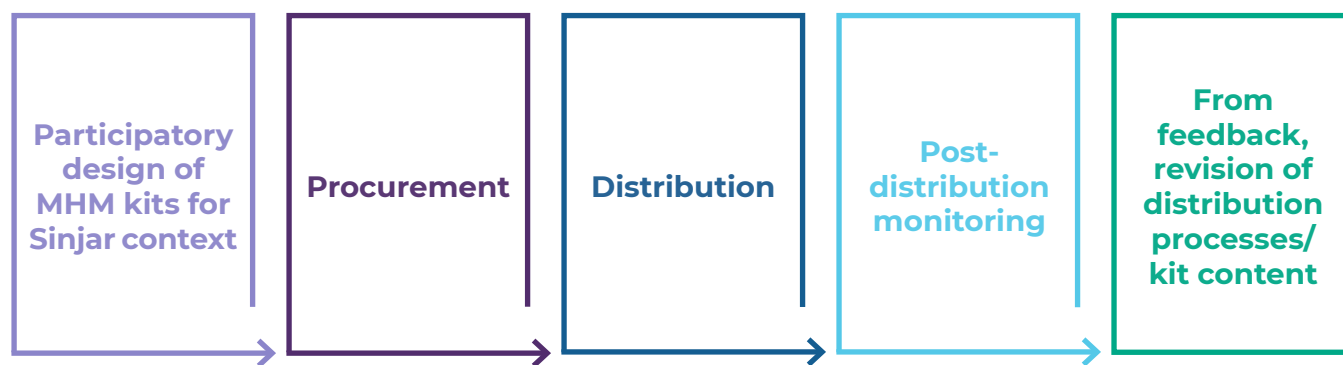 Participatory
design of
MHM kits for
Sinjar context
Procurement
Distribution
Post-
distribution
monitoring
From
feedback,
revision of
distribution
processes/
kit content